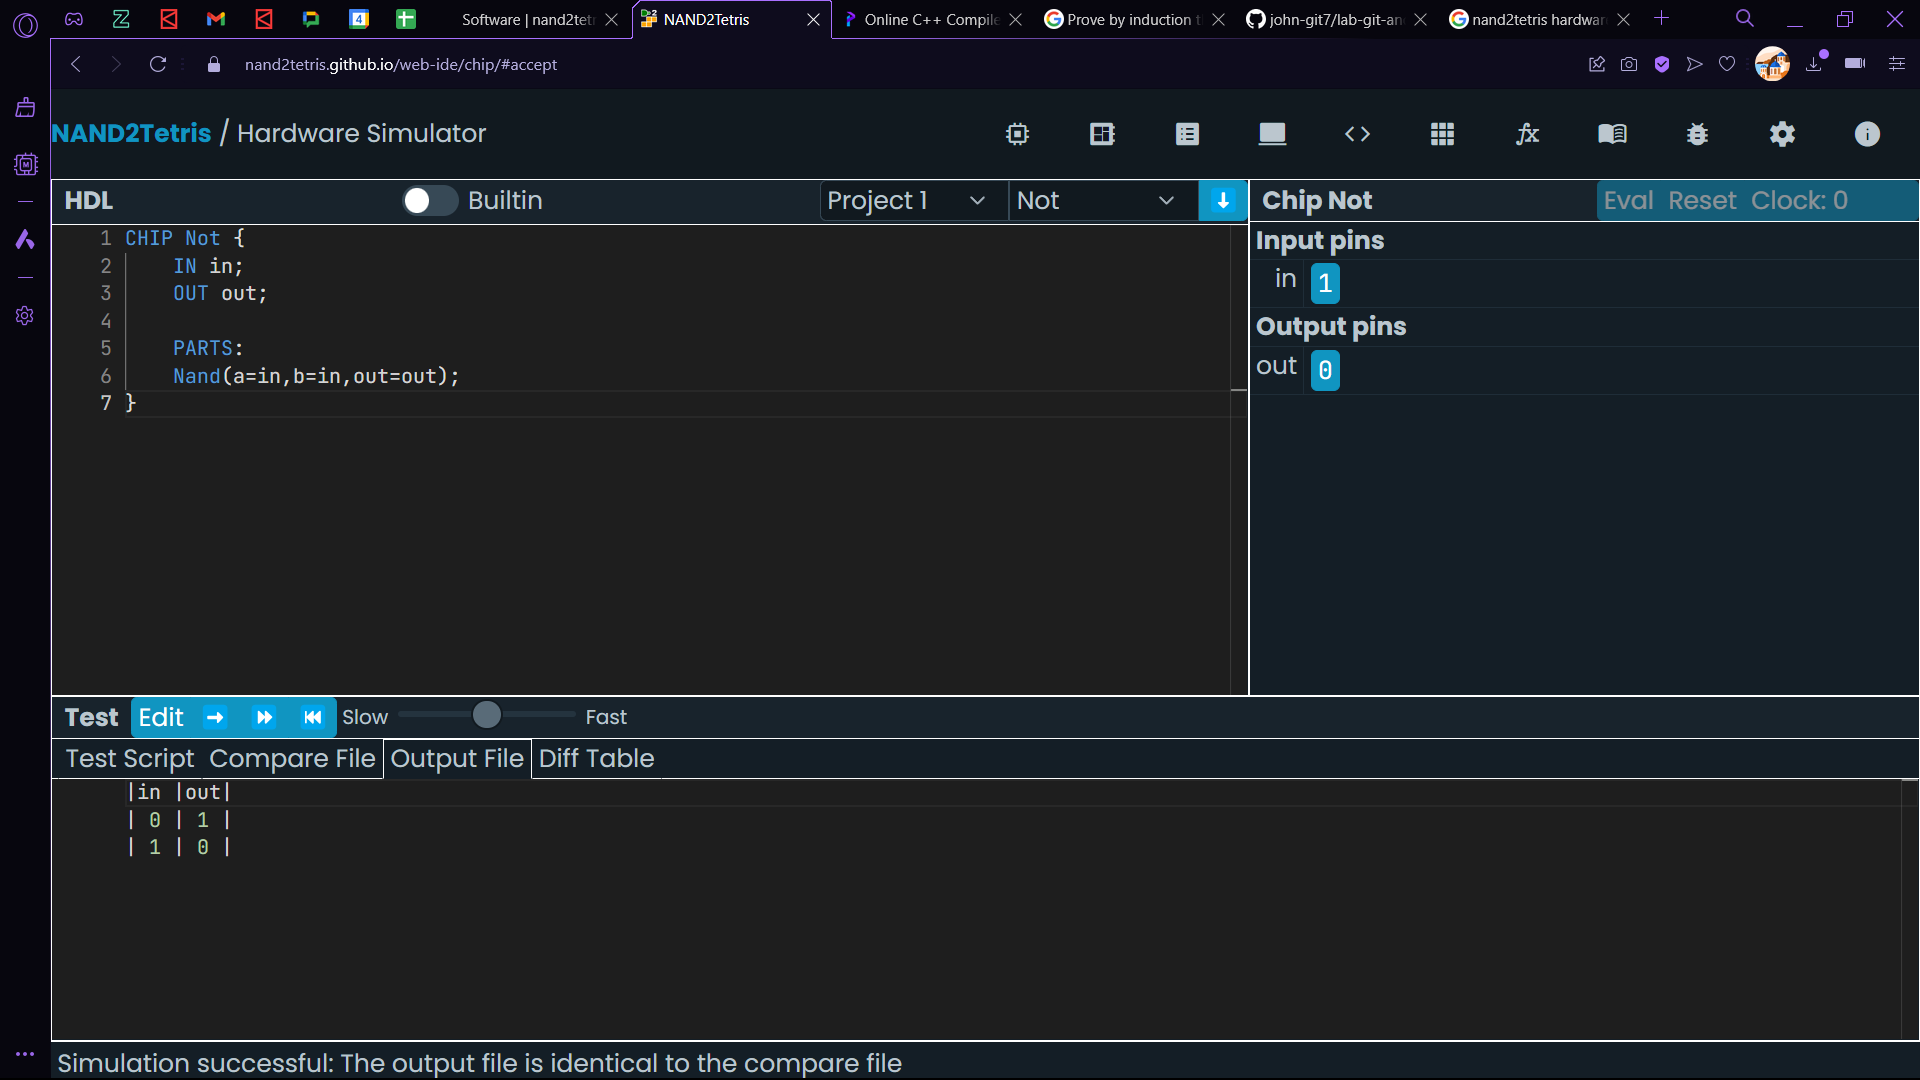 Software | nand2tet
NAND2Tetris
Online C++ Compile
Prove by induction t
john-git7/lab-git-an
nand2tetris hardwar
nand2tetris.github.io/web-ide/chip/#accept
NAND2Tetris / Hardware Simulator
HDL
Builtin
Project 1
Not
Chip Not
Eval Reset Clock: 0
1 CHIP Not {
2 IN in;
3 OUT out;
4
5 PARTS:
6 Nand(a=in,b=in,out=out);
7 }
Input pins
in 1
Output pins
out 0
Test Edit Slow Fast
Test Script Compare File Output File Diff Table
|in |out|
| 0 | 1 |
| 1 | 0 |
Simulation successful: The output file is identical to the compare file